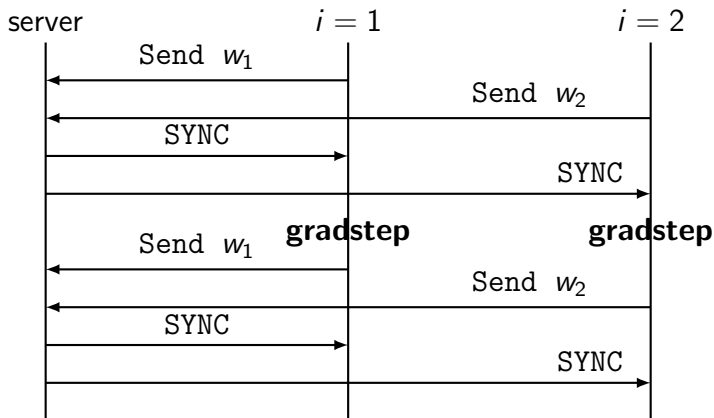 server i = 1 i = 2
Send w₁
Send w₂
SYNC
SYNC
gradstep gradstep
Send w₁
Send w₂
SYNC
SYNC